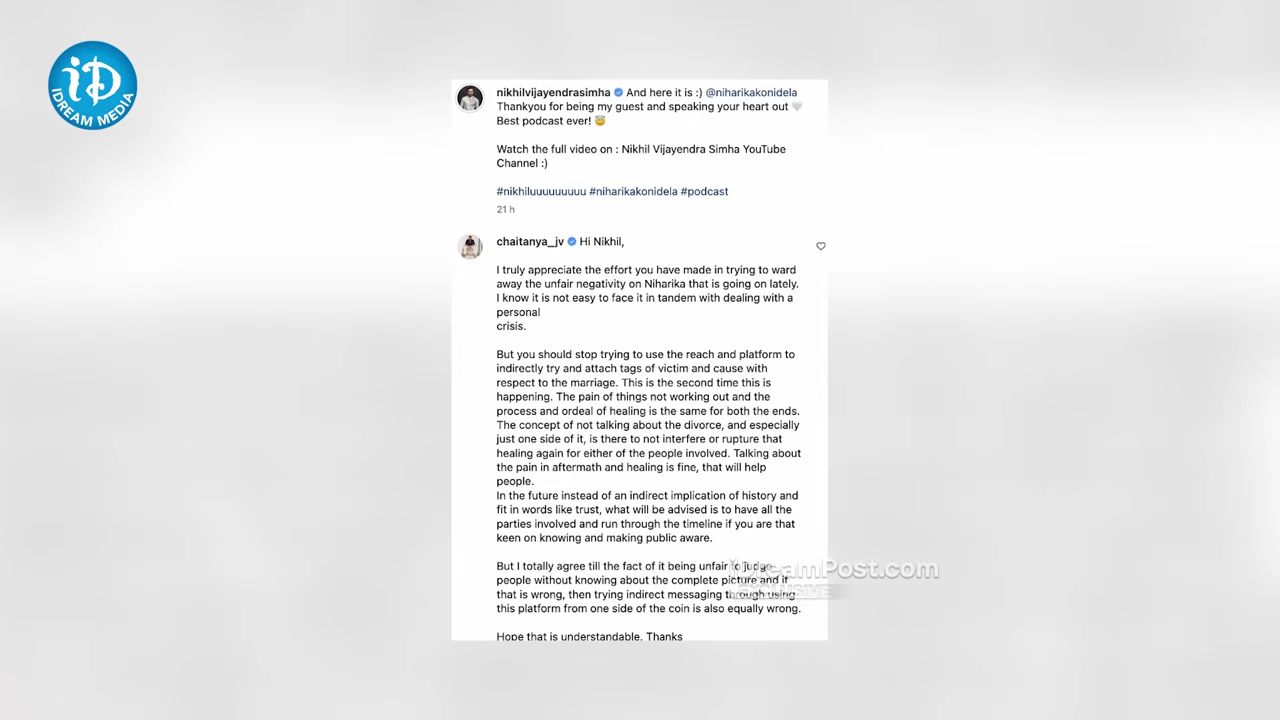 iD
IDREAM MEDIA
nikhilvijayendrasimha And here it is :) @niharikakonidela
Thankyou for being my guest and speaking your heart out 🤍
Best podcast ever! 😇
Watch the full video on : Nikhil Vijayendra Simha YouTube
Channel :)
#nikhiluuuuuuuuu #niharikakonidela #podcast
21 h
chaitanya_jv Hi Nikhil,
I truly appreciate the effort you have made in trying to ward
away the unfair negativity on Niharika that is going on lately.
I know it is not easy to face it in tandem with dealing with a
personal
crisis.
But you should stop trying to use the reach and platform to
indirectly try and attach tags of victim and cause with
respect to the marriage. This is the second time this is
happening. The pain of things not working out and the
process and ordeal of healing is the same for both the ends.
The concept of not talking about the divorce, and especially
just one side of it, is there to not interfere or rupture that
healing again for either of the people involved. Talking about
the pain in aftermath and healing is fine, that will help
people.
In the future instead of an indirect implication of history and
fit in words like trust, what will be advised is to have all the
parties involved and run through the timeline if you are that
keen on knowing and making public aware.
But I totally agree till the fact of it being unfair to judge
people without knowing about the complete picture and if
that is wrong, then trying indirect messaging through using
this platform from one side of the coin is also equally wrong.
Hope that is understandable. Thanks
iDreamPost.com
EXCLUSIVE